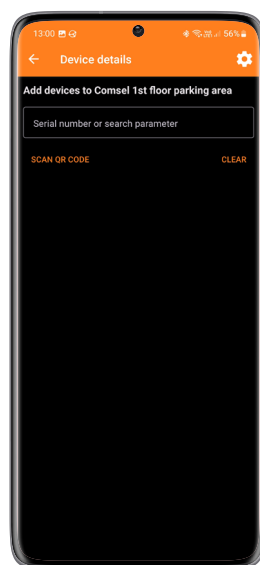 13:00 56%
Device details
Add devices to Comsel 1st floor parking area
Serial number or search parameter
SCAN QR CODE CLEAR